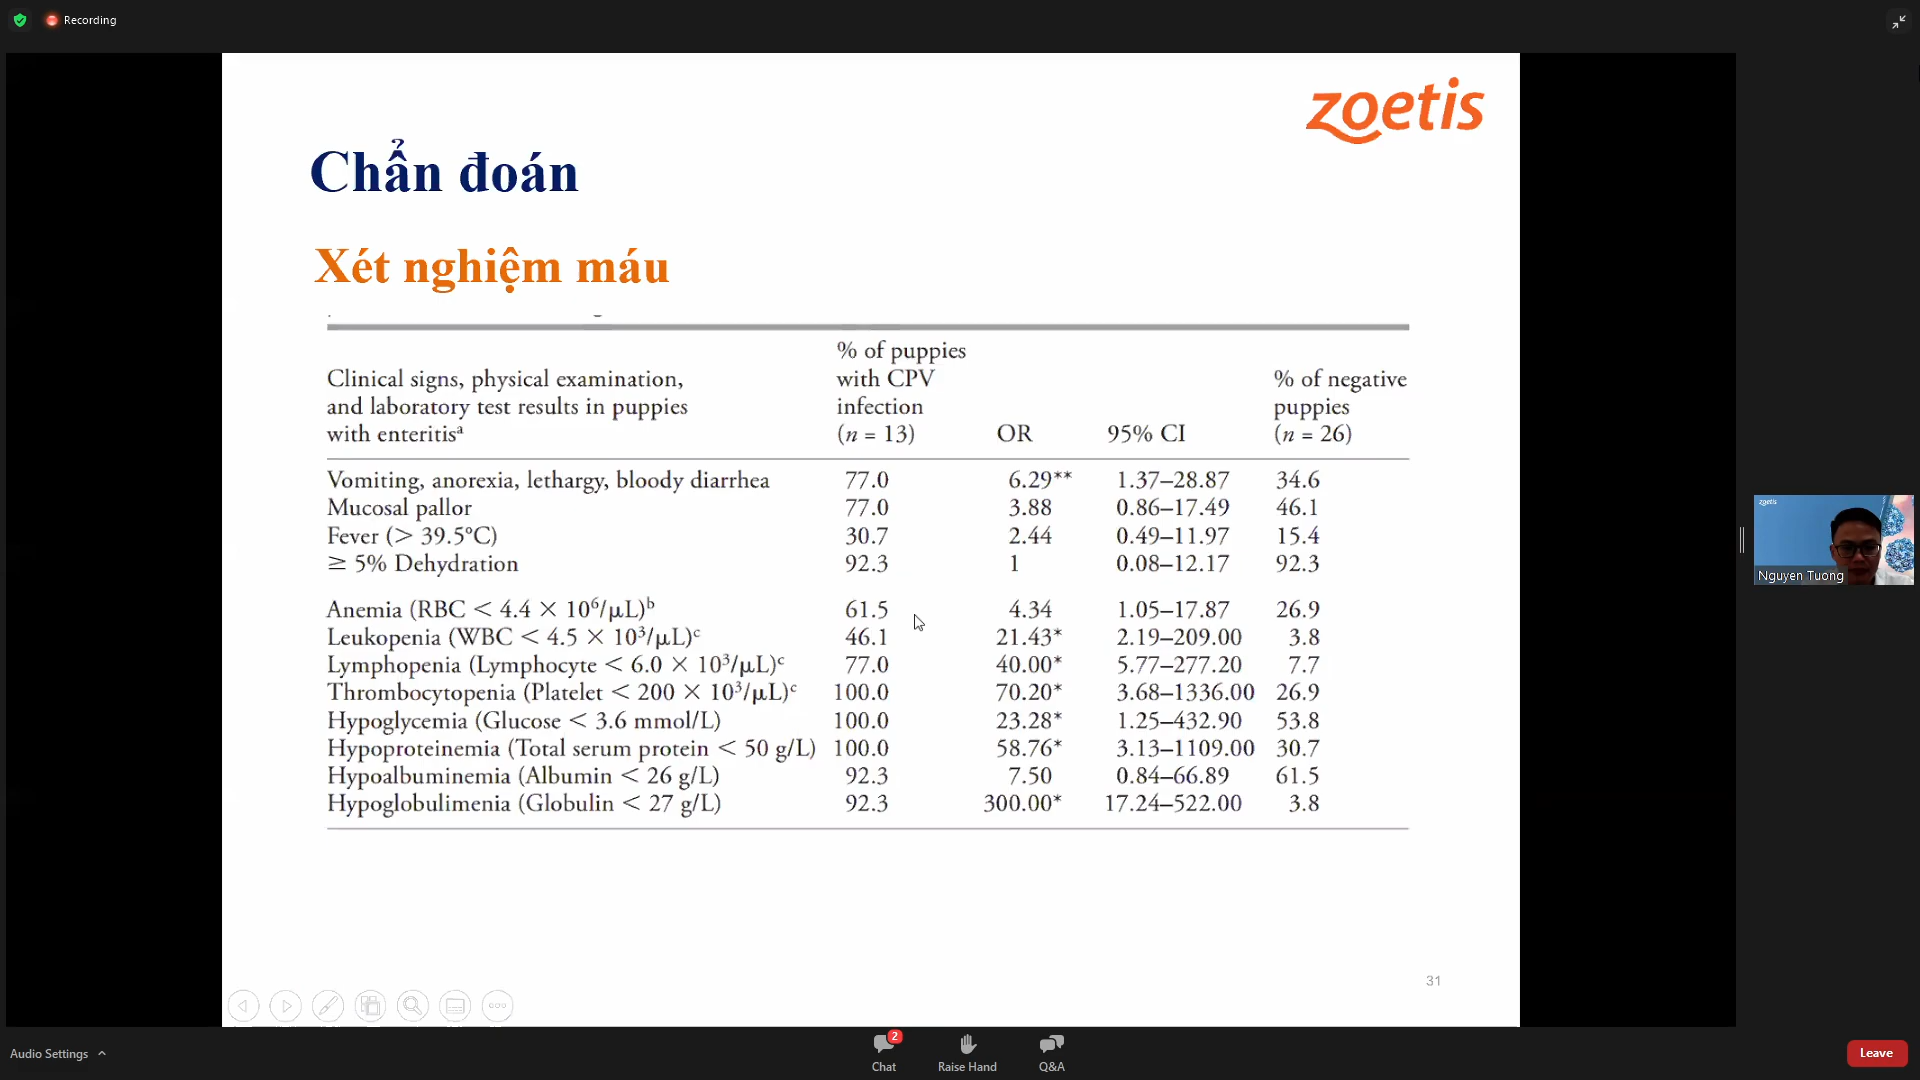 Recording
zoetis
Chẩn đoán
Xét nghiệm máu
Clinical signs, physical examination, and laboratory test results in puppies with enteritisᵃ | % of puppies with CPV infection (n = 13) | OR | 95% CI | % of negative puppies (n = 26)
Vomiting, anorexia, lethargy, bloody diarrhea 77.0 6.29** 1.37–28.87 34.6
Mucosal pallor 77.0 3.88 0.86–17.49 46.1
Fever (> 39.5°C) 30.7 2.44 0.49–11.97 15.4
≥ 5% Dehydration 92.3 1 0.08–12.17 92.3
Anemia (RBC < 4.4 × 10⁶/μL)ᵇ 61.5 4.34 1.05–17.87 26.9
Leukopenia (WBC < 4.5 × 10³/μL)ᶜ 46.1 21.43* 2.19–209.00 3.8
Lymphopenia (Lymphocyte < 6.0 × 10³/μL)ᶜ 77.0 40.00* 5.77–277.20 7.7
Thrombocytopenia (Platelet < 200 × 10³/μL)ᶜ 100.0 70.20* 3.68–1336.00 26.9
Hypoglycemia (Glucose < 3.6 mmol/L) 100.0 23.28* 1.25–432.90 53.8
Hypoproteinemia (Total serum protein < 50 g/L) 100.0 58.76* 3.13–1109.00 30.7
Hypoalbuminemia (Albumin < 26 g/L) 92.3 7.50 0.84–66.89 61.5
Hypoglobulimenia (Globulin < 27 g/L) 92.3 300.00* 17.24–522.00 3.8
31
zoetis
Nguyen Tuong
Audio Settings
2
Chat
Raise Hand
Q&A
Leave